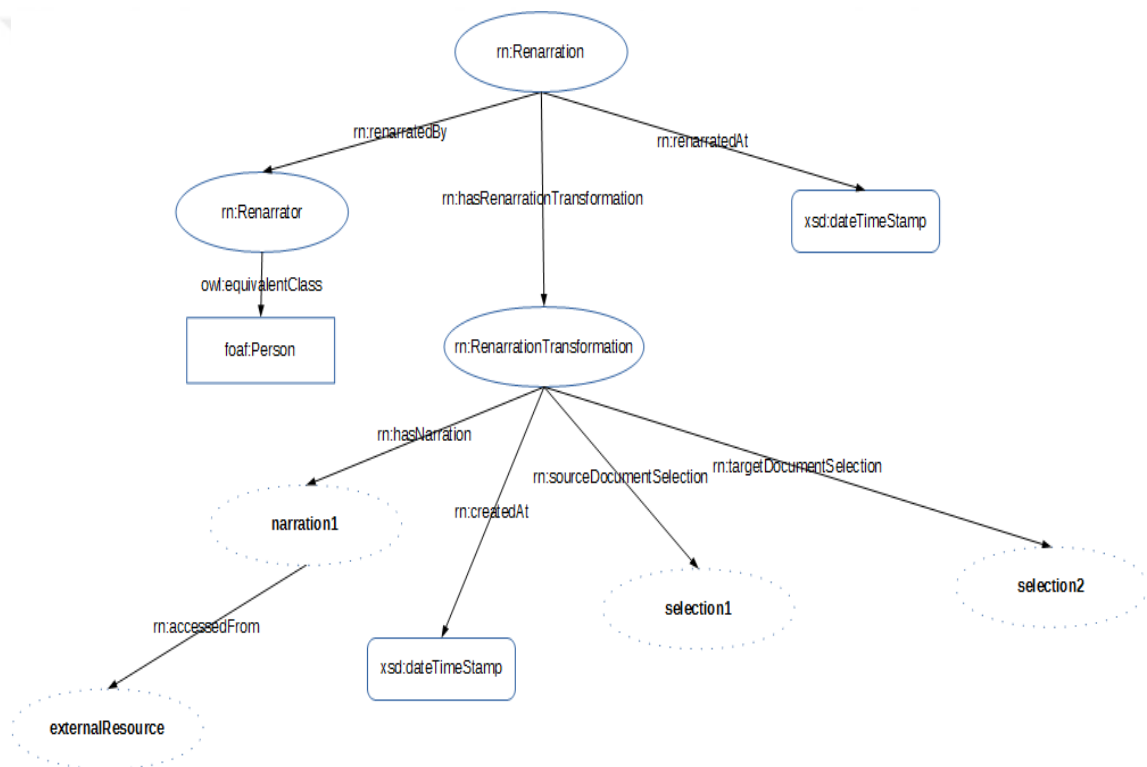 rn:Renarration
rn:renarratedBy
rn:renarratedAt
rn:hasRenarrationTransformation
rn:Renarrator
xsd:dateTimeStamp
owl:equivalentClass
foaf:Person
rn:RenarrationTransformation
rn:hasNarration
rn:targetDocumentSelection
rn:sourceDocumentSelection
rn:createdAt
narration1
selection2
selection1
rn:accessedFrom
xsd:dateTimeStamp
externalResource